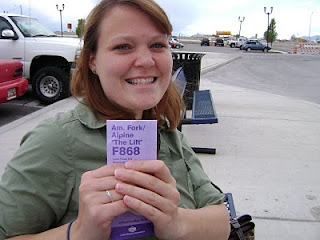 Am. Fork/
Alpine
'The Lift'
F868